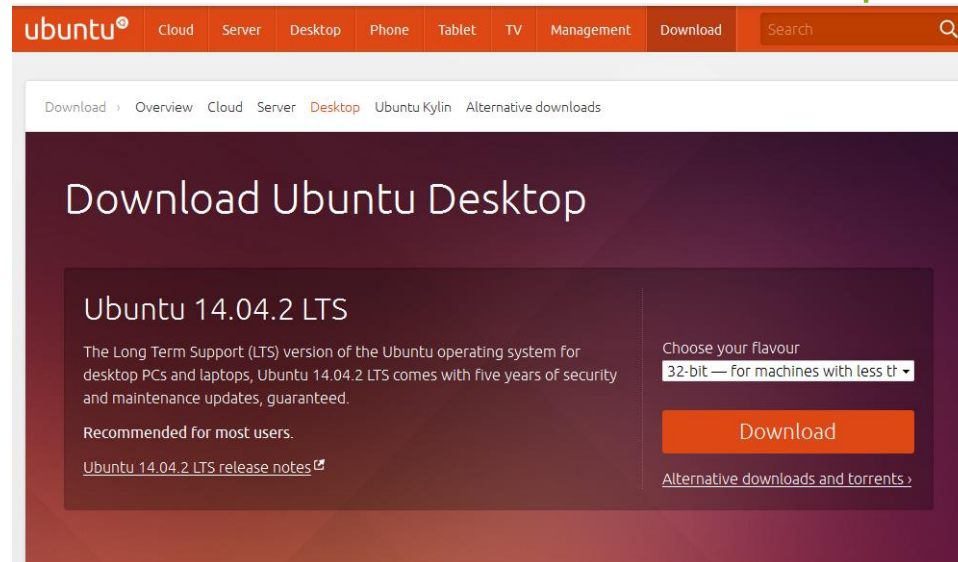 ubuntu Cloud Server Desktop Phone Tablet TV Management Download Search
Download › Overview Cloud Server Desktop Ubuntu Kylin Alternative downloads
Download Ubuntu Desktop
Ubuntu 14.04.2 LTS
The Long Term Support (LTS) version of the Ubuntu operating system for
desktop PCs and laptops, Ubuntu 14.04.2 LTS comes with five years of security
and maintenance updates, guaranteed.
Recommended for most users.
Ubuntu 14.04.2 LTS release notes
Choose your flavour
32-bit — for machines with less
Download
Alternative downloads and torrents ›